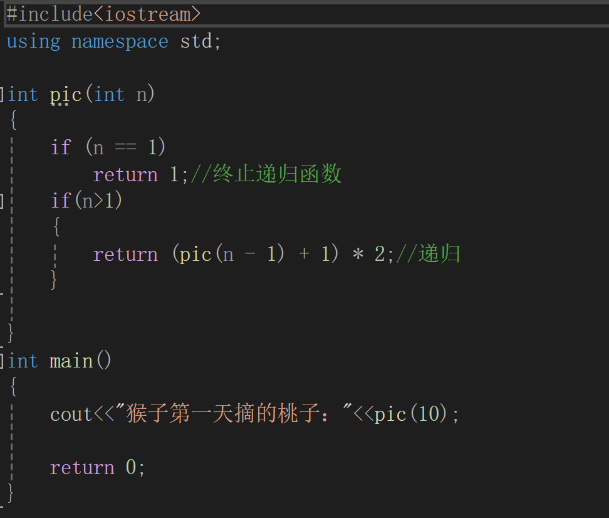 #include<iostream>
using namespace std;
int pic(int n)
{
if (n == 1)
return 1;//终止递归函数
if(n>1)
{
return (pic(n - 1) + 1) * 2;//递归
}
}
int main()
{
cout<<"猴子第一天摘的桃子："<<pic(10);
return 0;
}